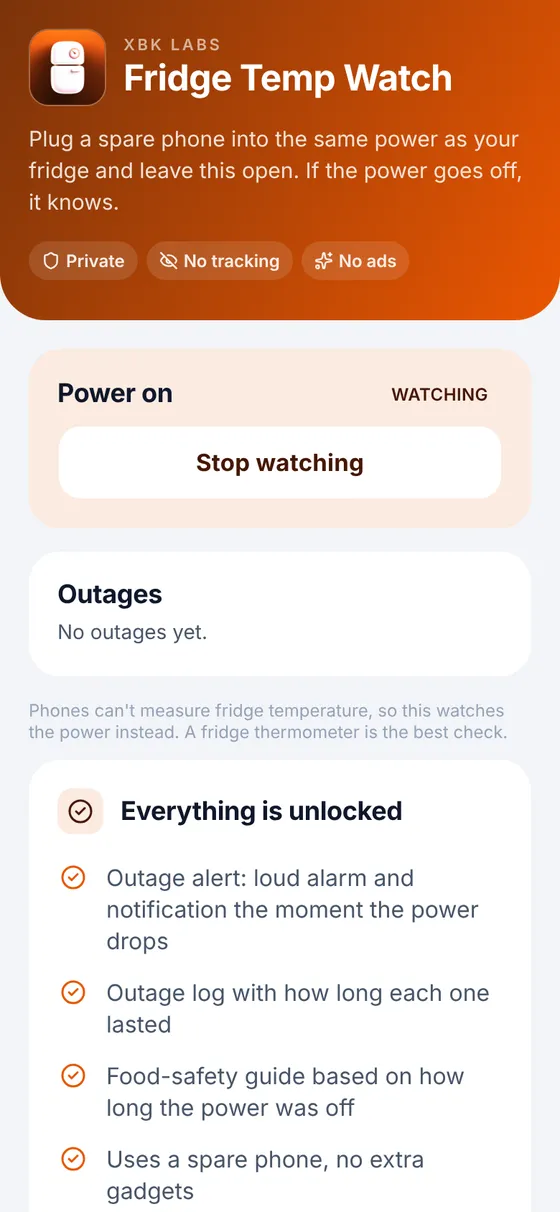 XBK LABS
Fridge Temp Watch
Plug a spare phone into the same power as your
fridge and leave this open. If the power goes off,
it knows.
Private
No tracking
No ads
Power on
WATCHING
Stop watching
Outages
No outages yet.
Phones can't measure fridge temperature, so this watches
the power instead. A fridge thermometer is the best check.
Everything is unlocked
Outage alert: loud alarm and
notification the moment the power
drops
Outage log with how long each one
lasted
Food-safety guide based on how
long the power was off
Uses a spare phone, no extra
gadgets